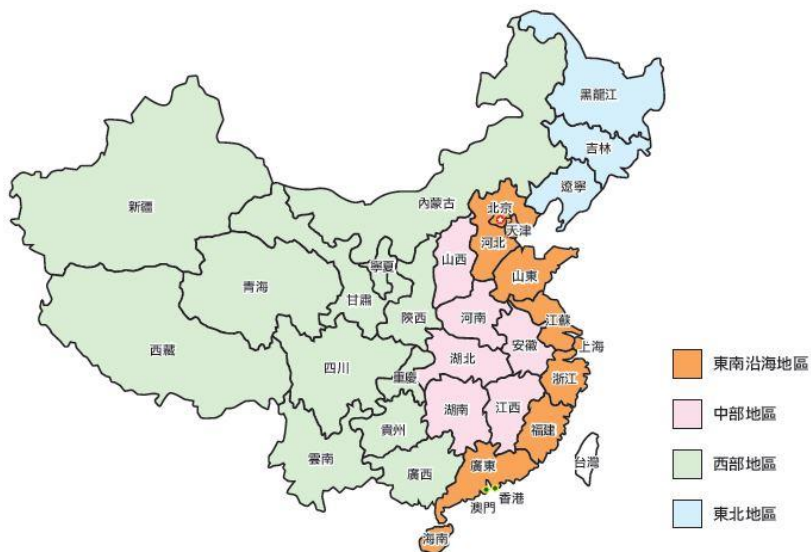 黑龍江
吉林
遼寧
內蒙古
北京
天津
新疆
河北
山西
寧夏
山東
青海
甘肅
陝西
河南
江蘇
安徽
上海
西藏
湖北
四川
重慶
浙江
湖南
江西
貴州
福建
雲南
廣西
廣東
台灣
香港
澳門
海南
東南沿海地區
中部地區
西部地區
東北地區